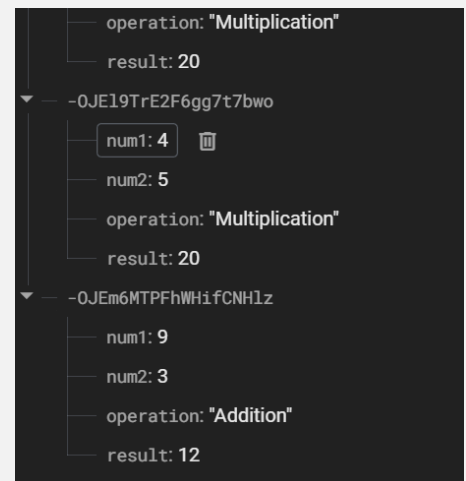 operation: "Multiplication"
result: 20
-OJEl9TrE2F6gg7t7bwo
num1: 4
num2: 5
operation: "Multiplication"
result: 20
-OJEm6MTPFhWHifCNHlz
num1: 9
num2: 3
operation: "Addition"
result: 12